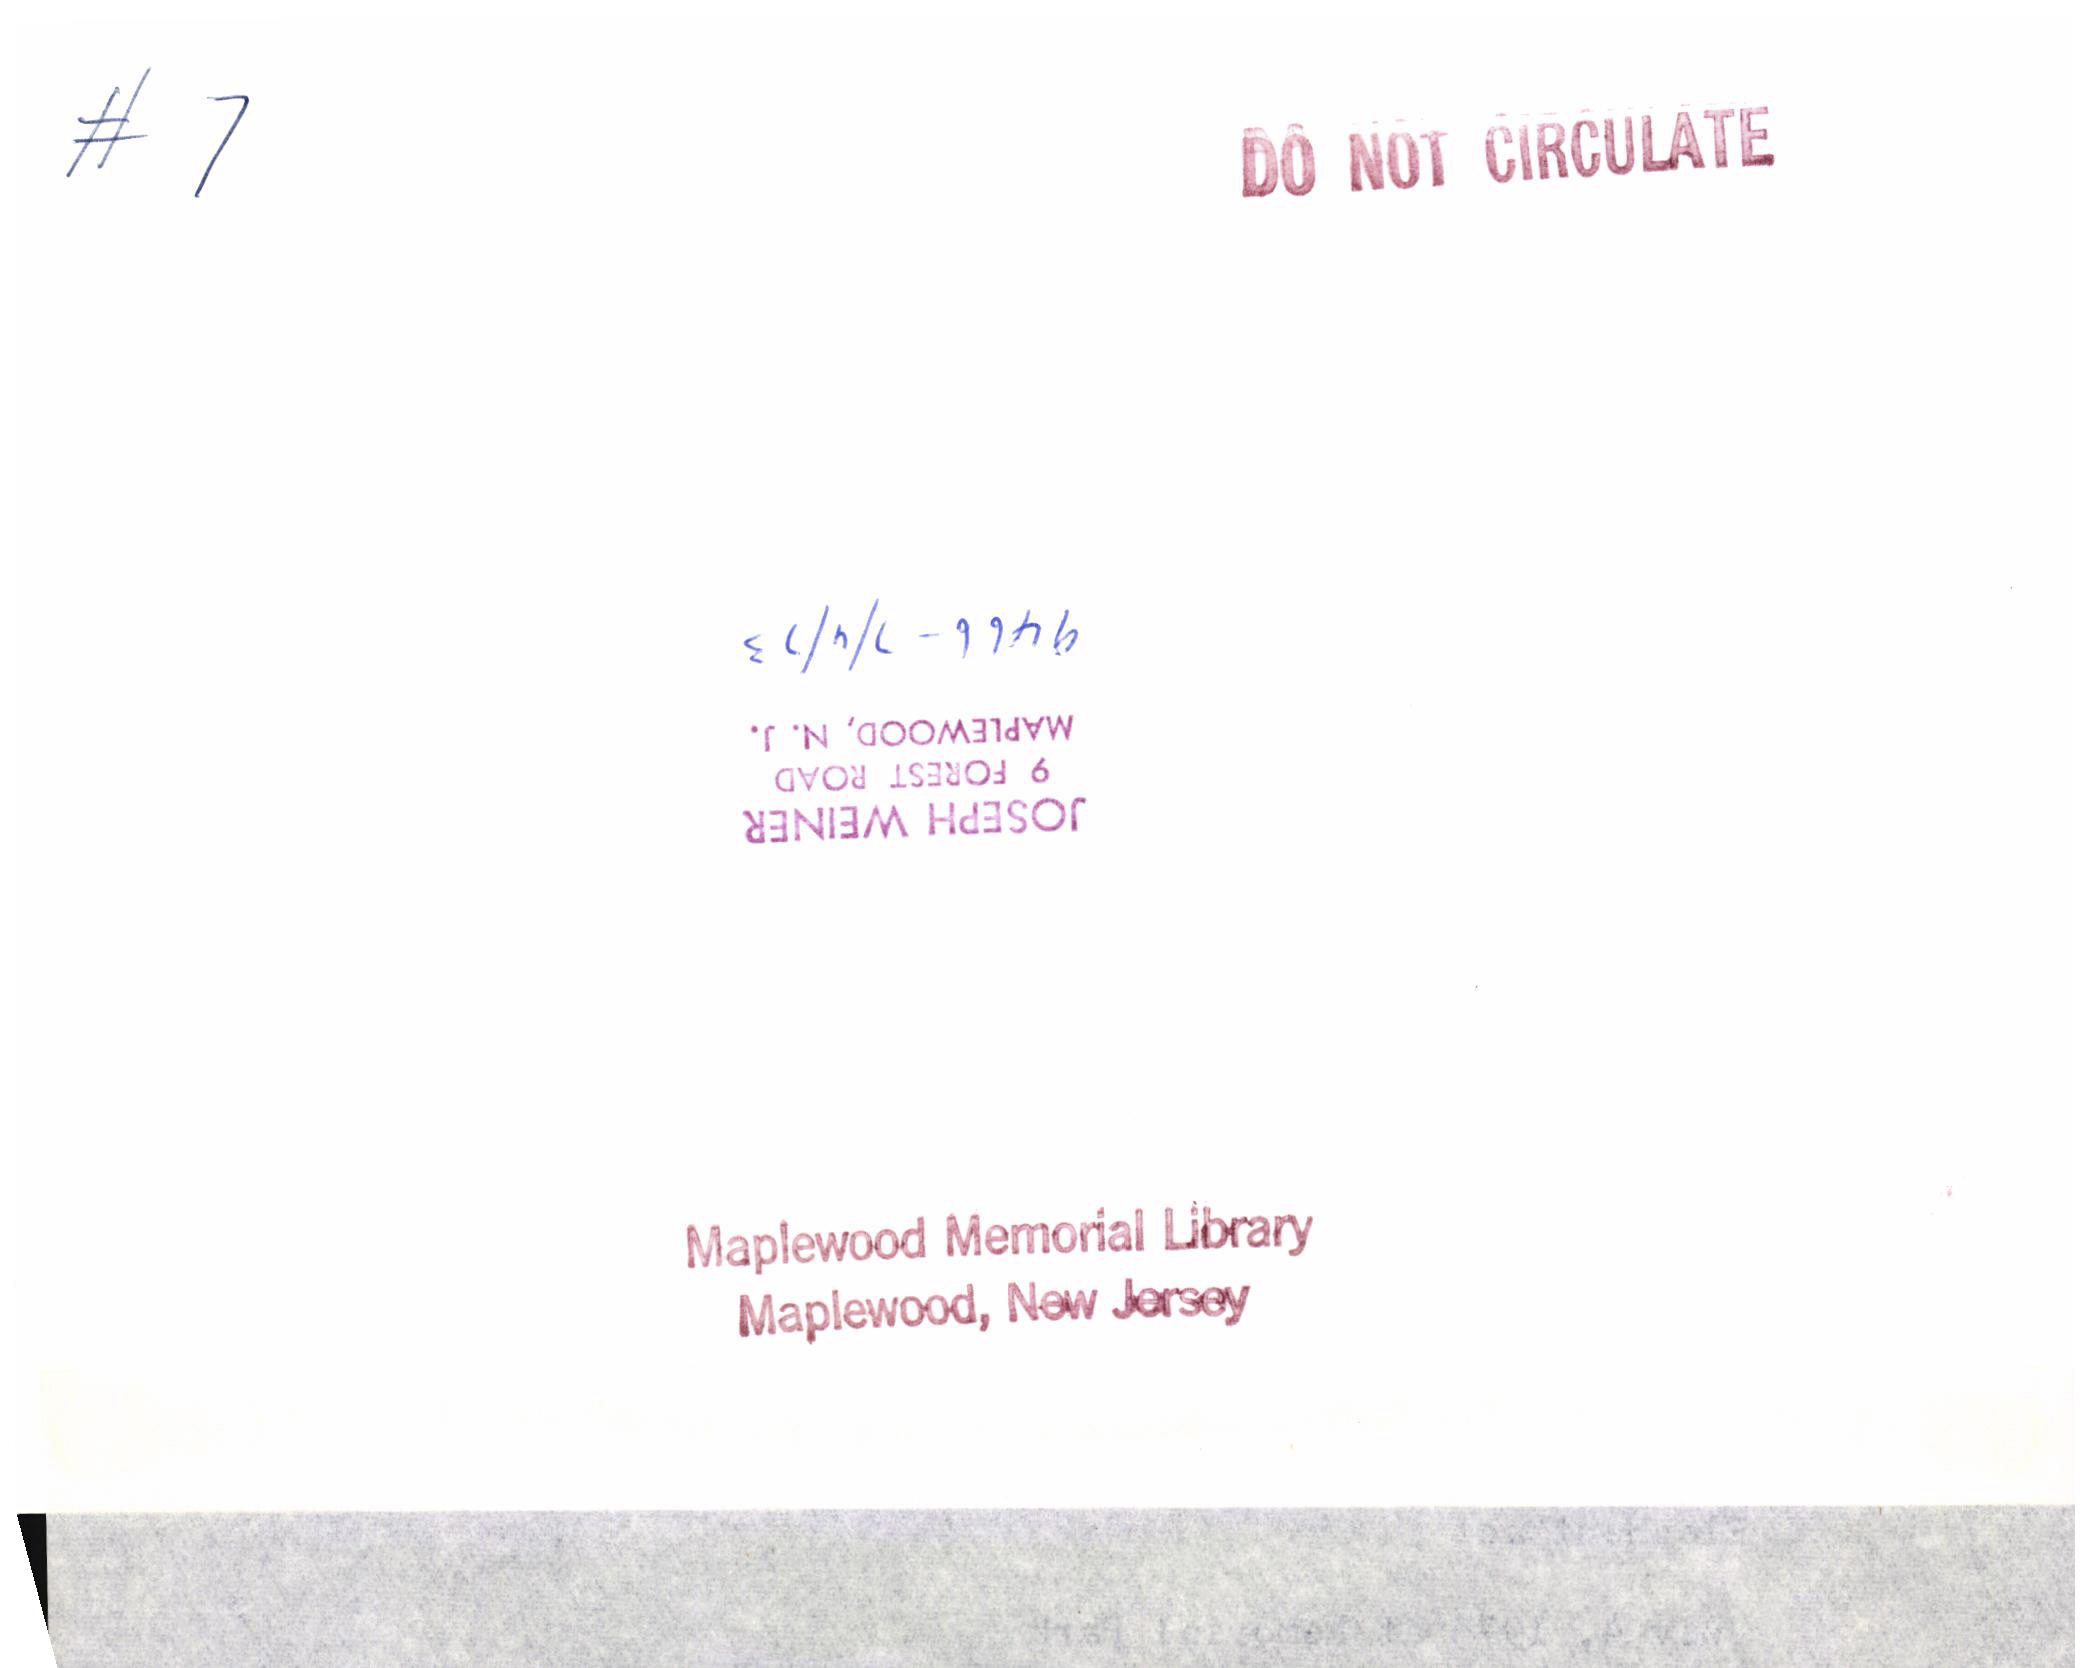 # 7
DO NOT CIRCULATE
JOSEPH WEINER
9 FOREST ROAD
MAPLEWOOD, N. J.
9466 - 7/4/73
Maplewood Memorial Library
Maplewood, New Jersey